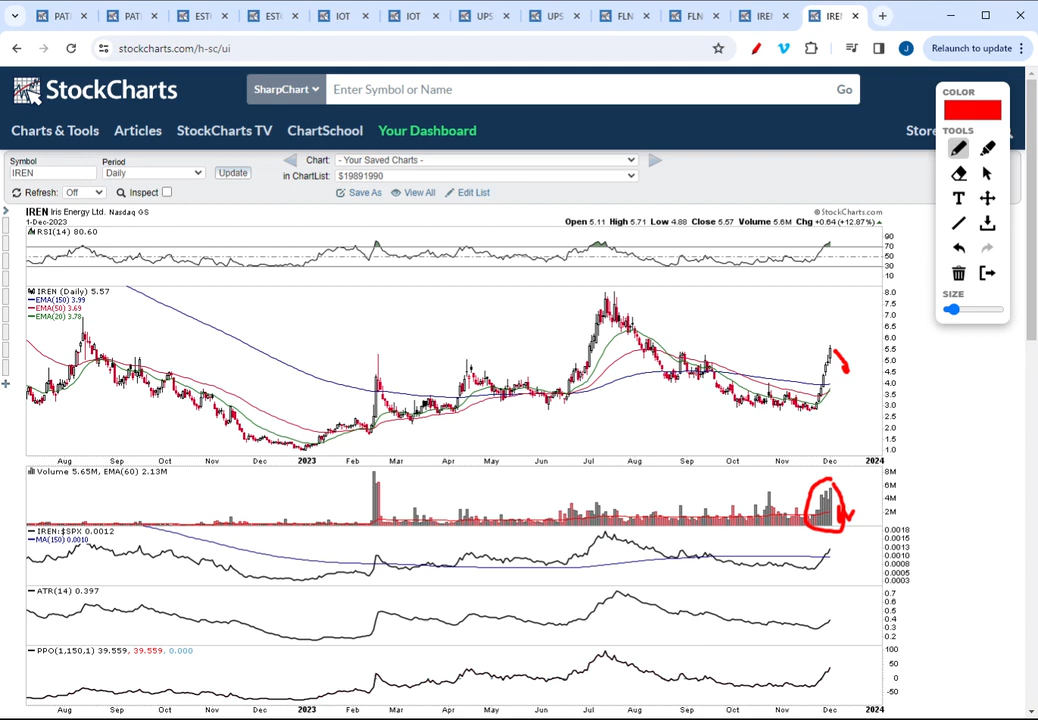 PATI
PATI
EST
EST
IOT
IOT
UPS
UPS
FLN
FLN
IREI
IREI
stockcharts.com/h-sc/ui
J
Relaunch to update
StockCharts
SharpChart
Enter Symbol or Name
Go
Charts & Tools
Articles
StockCharts TV
ChartSchool
Your Dashboard
Store
Symbol
IREN
Period
Daily
Update
Chart:
- Your Saved Charts -
in ChartList:
$19891990
Refresh: Off
Inspect
Save As
View All
Edit List
COLOR
TOOLS
T
SIZE
IREN Iris Energy Ltd. Nasdaq GS
© StockCharts.com
1-Dec-2023
Open 5.11 High 5.71 Low 4.88 Close 5.57 Volume 5.6M Chg +0.64 (+12.87%)
RSI(14) 80.60
90
70
50
30
10
IREN (Daily) 5.57
EMA(150) 3.99
EMA(50) 3.69
EMA(20) 3.78
8.0
7.5
7.0
6.5
6.0
5.5
5.0
4.5
4.0
3.5
3.0
2.5
2.0
1.5
1.0
Aug Sep Oct Nov Dec 2023 Feb Mar Apr May Jun Jul Aug Sep Oct Nov Dec 2024
Volume 5.65M, EMA(60) 2.13M
8M
6M
4M
2M
IREN:$SPX 0.0012
MA(150) 0.0010
0.0018
0.0015
0.0013
0.0010
0.0008
0.0005
0.0003
ATR(14) 0.397
0.7
0.6
0.5
0.4
0.3
0.2
PPO(1,150,1) 39.559, 39.559, 0.000
100
50
0
-50
Aug Sep Oct Nov Dec 2023 Feb Mar Apr May Jun Jul Aug Sep Oct Nov Dec 2024